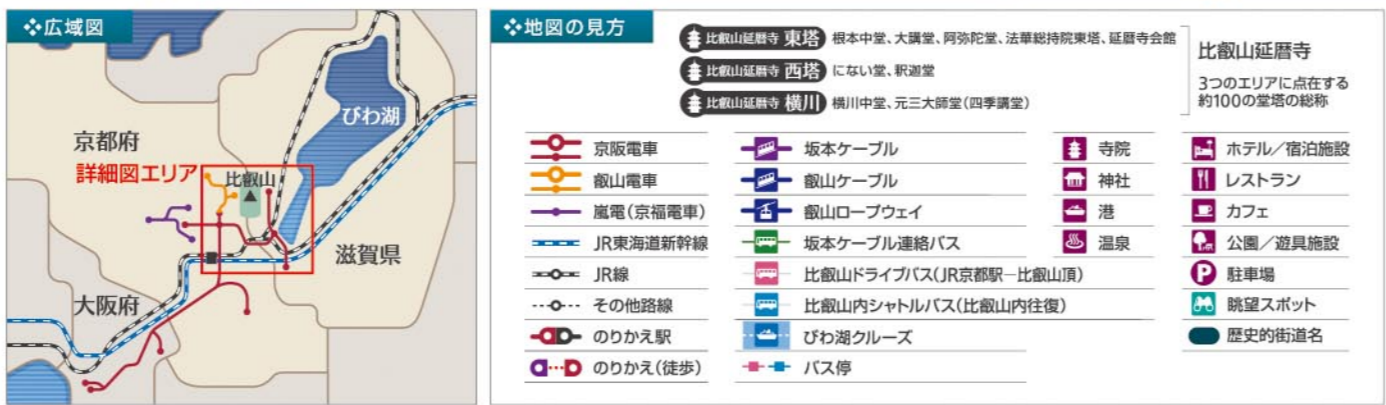 ❖広域図
びわ湖
京都府
詳細図エリア
比叡山
滋賀県
大阪府
❖地図の見方
比叡山延暦寺 東塔 根本中堂、大講堂、阿弥陀堂、法華総持院東塔、延暦寺会館
比叡山延暦寺 西塔 にない堂、釈迦堂
比叡山延暦寺 横川 横川中堂、元三大師堂(四季講堂)
比叡山延暦寺
3つのエリアに点在する
約100の堂塔の総称
京阪電車
叡山電車
嵐電(京福電車)
JR東海道新幹線
JR線
その他路線
のりかえ駅
のりかえ(徒歩)
坂本ケーブル
叡山ケーブル
叡山ロープウェイ
坂本ケーブル連絡バス
比叡山ドライブバス(JR京都駅―比叡山頂)
比叡山内シャトルバス(比叡山内往復)
びわ湖クルーズ
バス停
寺院
神社
港
温泉
ホテル/宿泊施設
レストラン
カフェ
公園/遊具施設
P 駐車場
眺望スポット
歴史的街道名